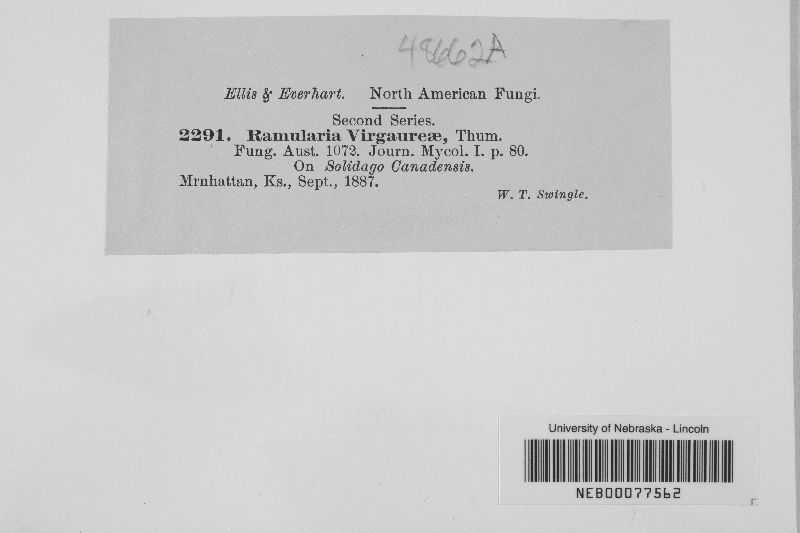 48662A
Ellis & Everhart. North American Fungi.
Second Series.
2291. Ramularia Virgaureæ, Thum.
Fung. Aust. 1072. Journ. Mycol. I. p. 80.
On Solidago Canadensis.
Mrnhattan, Ks., Sept., 1887.
W. T. Swingle.
University of Nebraska - Lincoln
NEB00077562